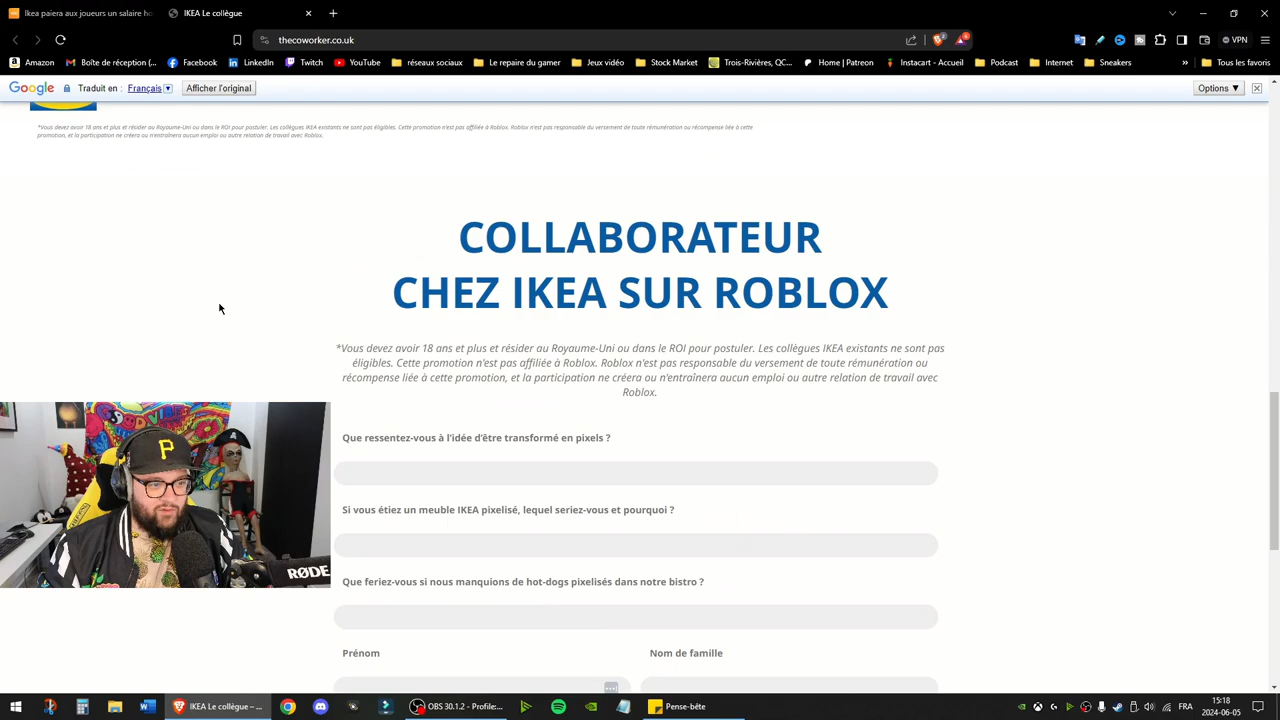 Ikea paiera aux joueurs un salaire ho
IKEA Le collègue
thecoworker.co.uk
VPN
Amazon
Boîte de réception (...
Facebook
LinkedIn
Twitch
YouTube
réseaux sociaux
Le repaire du gamer
Jeux vidéo
Stock Market
Trois-Rivières, QC...
Home | Patreon
Instacart - Accueil
Podcast
Internet
Sneakers
Tous les favoris
Google Traduit en : Français Afficher l'original Options ▼
*Vous devez avoir 18 ans et plus et résider au Royaume-Uni ou dans le ROI pour postuler. Les collègues IKEA existants ne sont pas éligibles. Cette promotion n'est pas affiliée à Roblox. Roblox n'est pas responsable du versement de toute rémunération ou récompense liée à cette
promotion, et la participation ne créera ou n'entraînera aucun emploi ou autre relation de travail avec Roblox.
COLLABORATEUR
CHEZ IKEA SUR ROBLOX
*Vous devez avoir 18 ans et plus et résider au Royaume-Uni ou dans le ROI pour postuler. Les collègues IKEA existants ne sont pas
éligibles. Cette promotion n'est pas affiliée à Roblox. Roblox n'est pas responsable du versement de toute rémunération ou
récompense liée à cette promotion, et la participation ne créera ou n'entraînera aucun emploi ou autre relation de travail avec
Roblox.
Que ressentez-vous à l'idée d'être transformé en pixels ?
Si vous étiez un meuble IKEA pixelisé, lequel seriez-vous et pourquoi ?
Que feriez-vous si nous manquions de hot-dogs pixelisés dans notre bistro ?
Prénom
Nom de famille
GOOD VIBES
P
RØDE
IKEA Le collègue – ...
OBS 30.1.2 - Profile:...
Pense-bête
FRA
15:18
2024-06-05